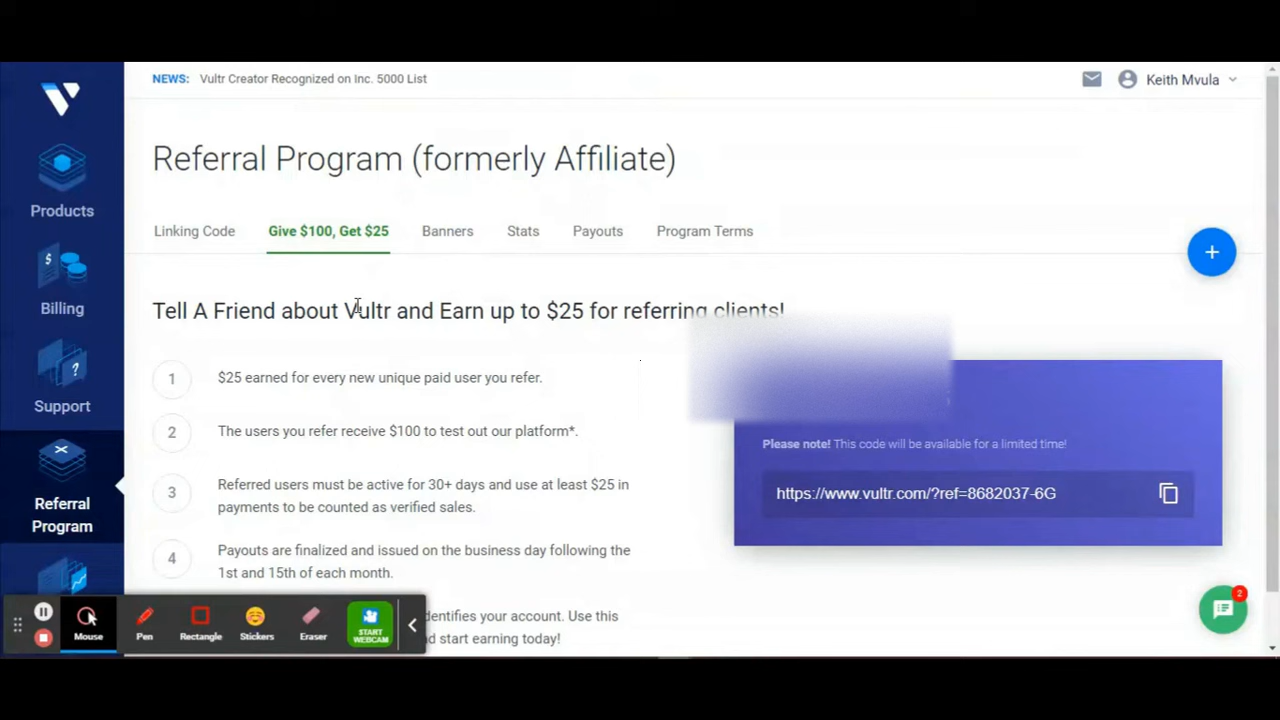 NEWS: Vultr Creator Recognized on Inc. 5000 List
Keith Mvula
Referral Program (formerly Affiliate)
Products
Linking Code
Give $100, Get $25
Banners
Stats
Payouts
Program Terms
+
Billing
Tell A Friend about Vultr and Earn up to $25 for referring clients!
1
$25 earned for every new unique paid user you refer.
Support
2
The users you refer receive $100 to test out our platform*.
Please note! This code will be available for a limited time!
3
Referred users must be active for 30+ days and use at least $25 in
payments to be counted as verified sales.
https://www.vultr.com/?ref=8682037-6G
Referral
Program
4
Payouts are finalized and issued on the business day following the
1st and 15th of each month.
2
dentifies your account. Use this
d start earning today!
Mouse
Pen
Rectangle
Stickers
Eraser
START
WEBCAM